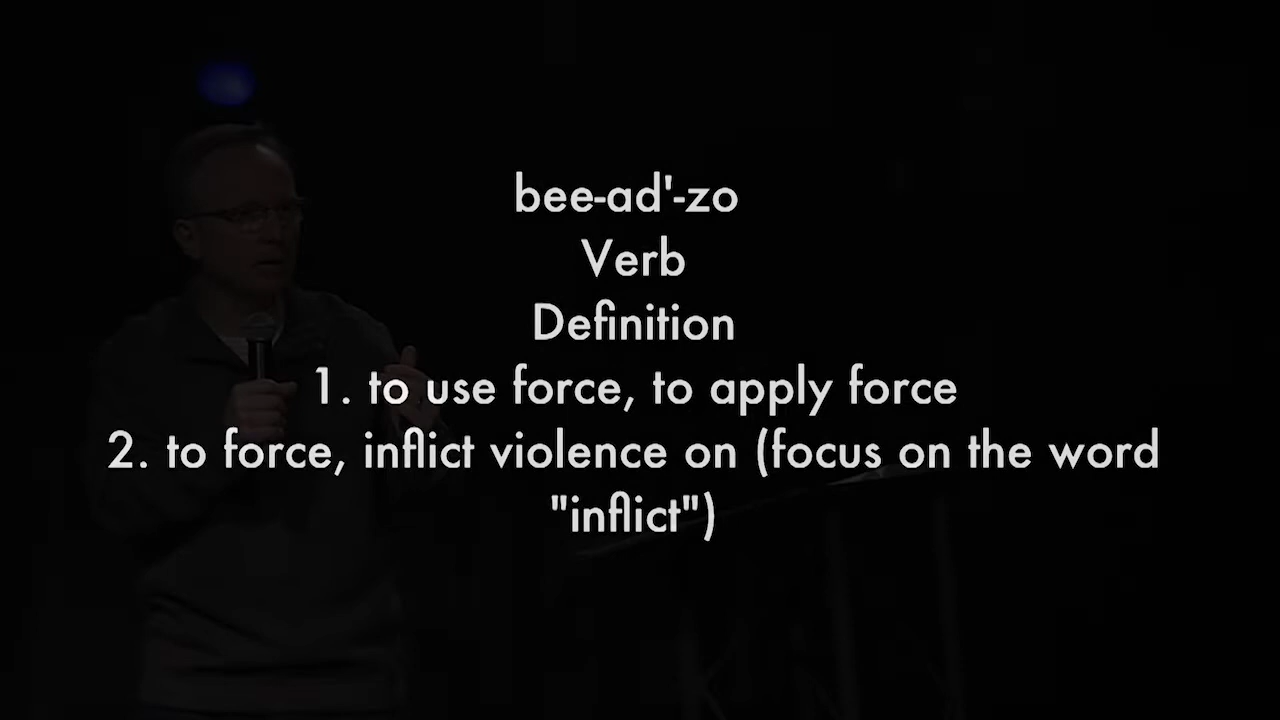 bee-ad'-zo
Verb
Definition
1. to use force, to apply force
2. to force, inflict violence on (focus on the word
"inflict")